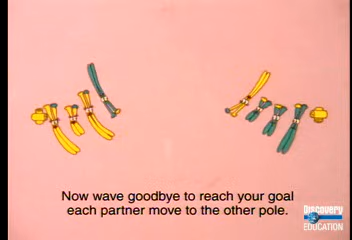 Now wave goodbye to reach your goal
each partner move to the other pole.
Discovery
EDUCATION